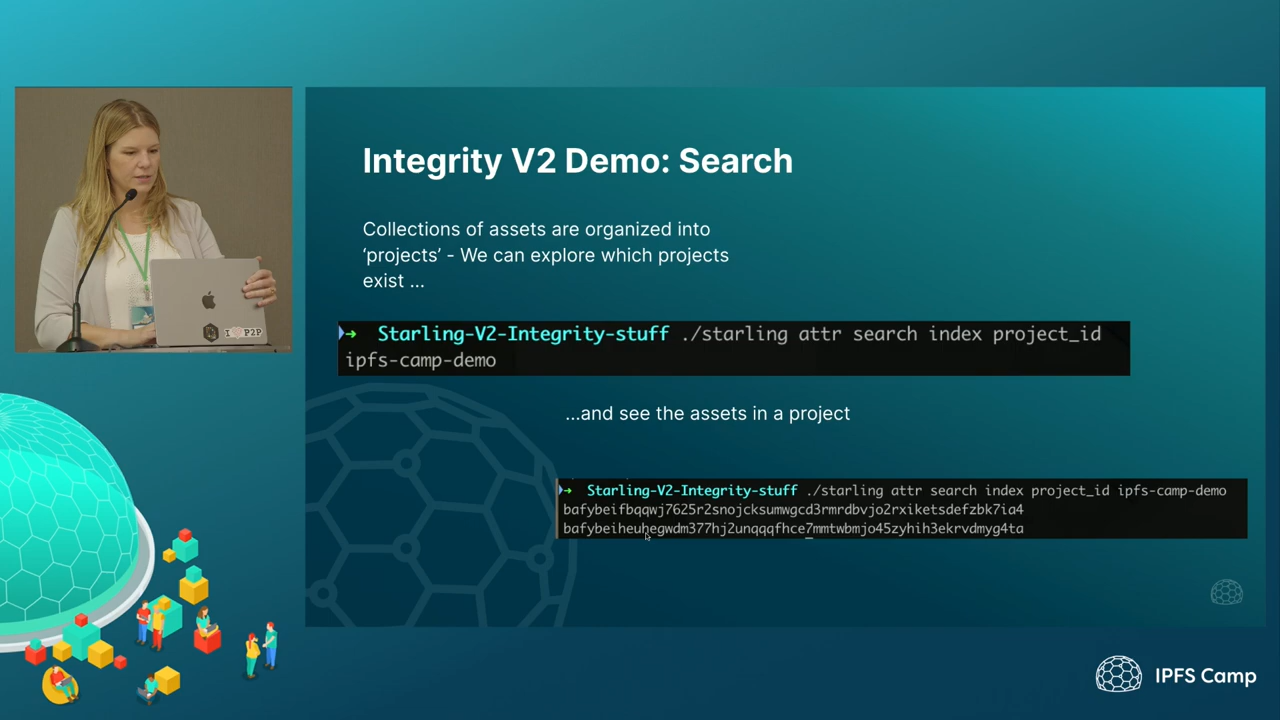 Integrity V2 Demo: Search
Collections of assets are organized into
‘projects’ - We can explore which projects
exist ...
➜ Starling-V2-Integrity-stuff ./starling attr search index project_id
ipfs-camp-demo
...and see the assets in a project
➜ Starling-V2-Integrity-stuff ./starling attr search index project_id ipfs-camp-demo
bafybeifbqqwj7625r2snojcksumwgcd3rmrdbvjo2rxiketsdefzbk7ia4
bafybeiheuhegwdm377hj2unqqqfhce7mmtwbmjo45zyhih3ekrvdmyg4ta
I P2P
IPFS Camp